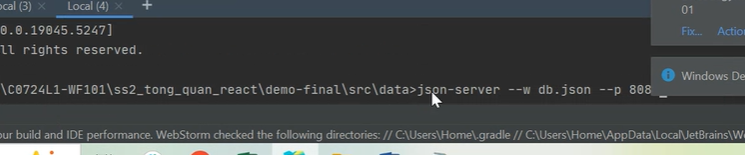 ocal (3) × Local (4) × +
01
0.0.19045.5247]
Fix... Action
ll rights reserved.
Windows De
\C0724L1-WF101\ss2_tong_quan_react\demo-final\src\data>json-server --w db.json --p 808
our build and IDE performance. WebStorm checked the following directories: // C:\Users\Home\.gradle // C:\Users\Home\AppData\Local\JetBrains\We